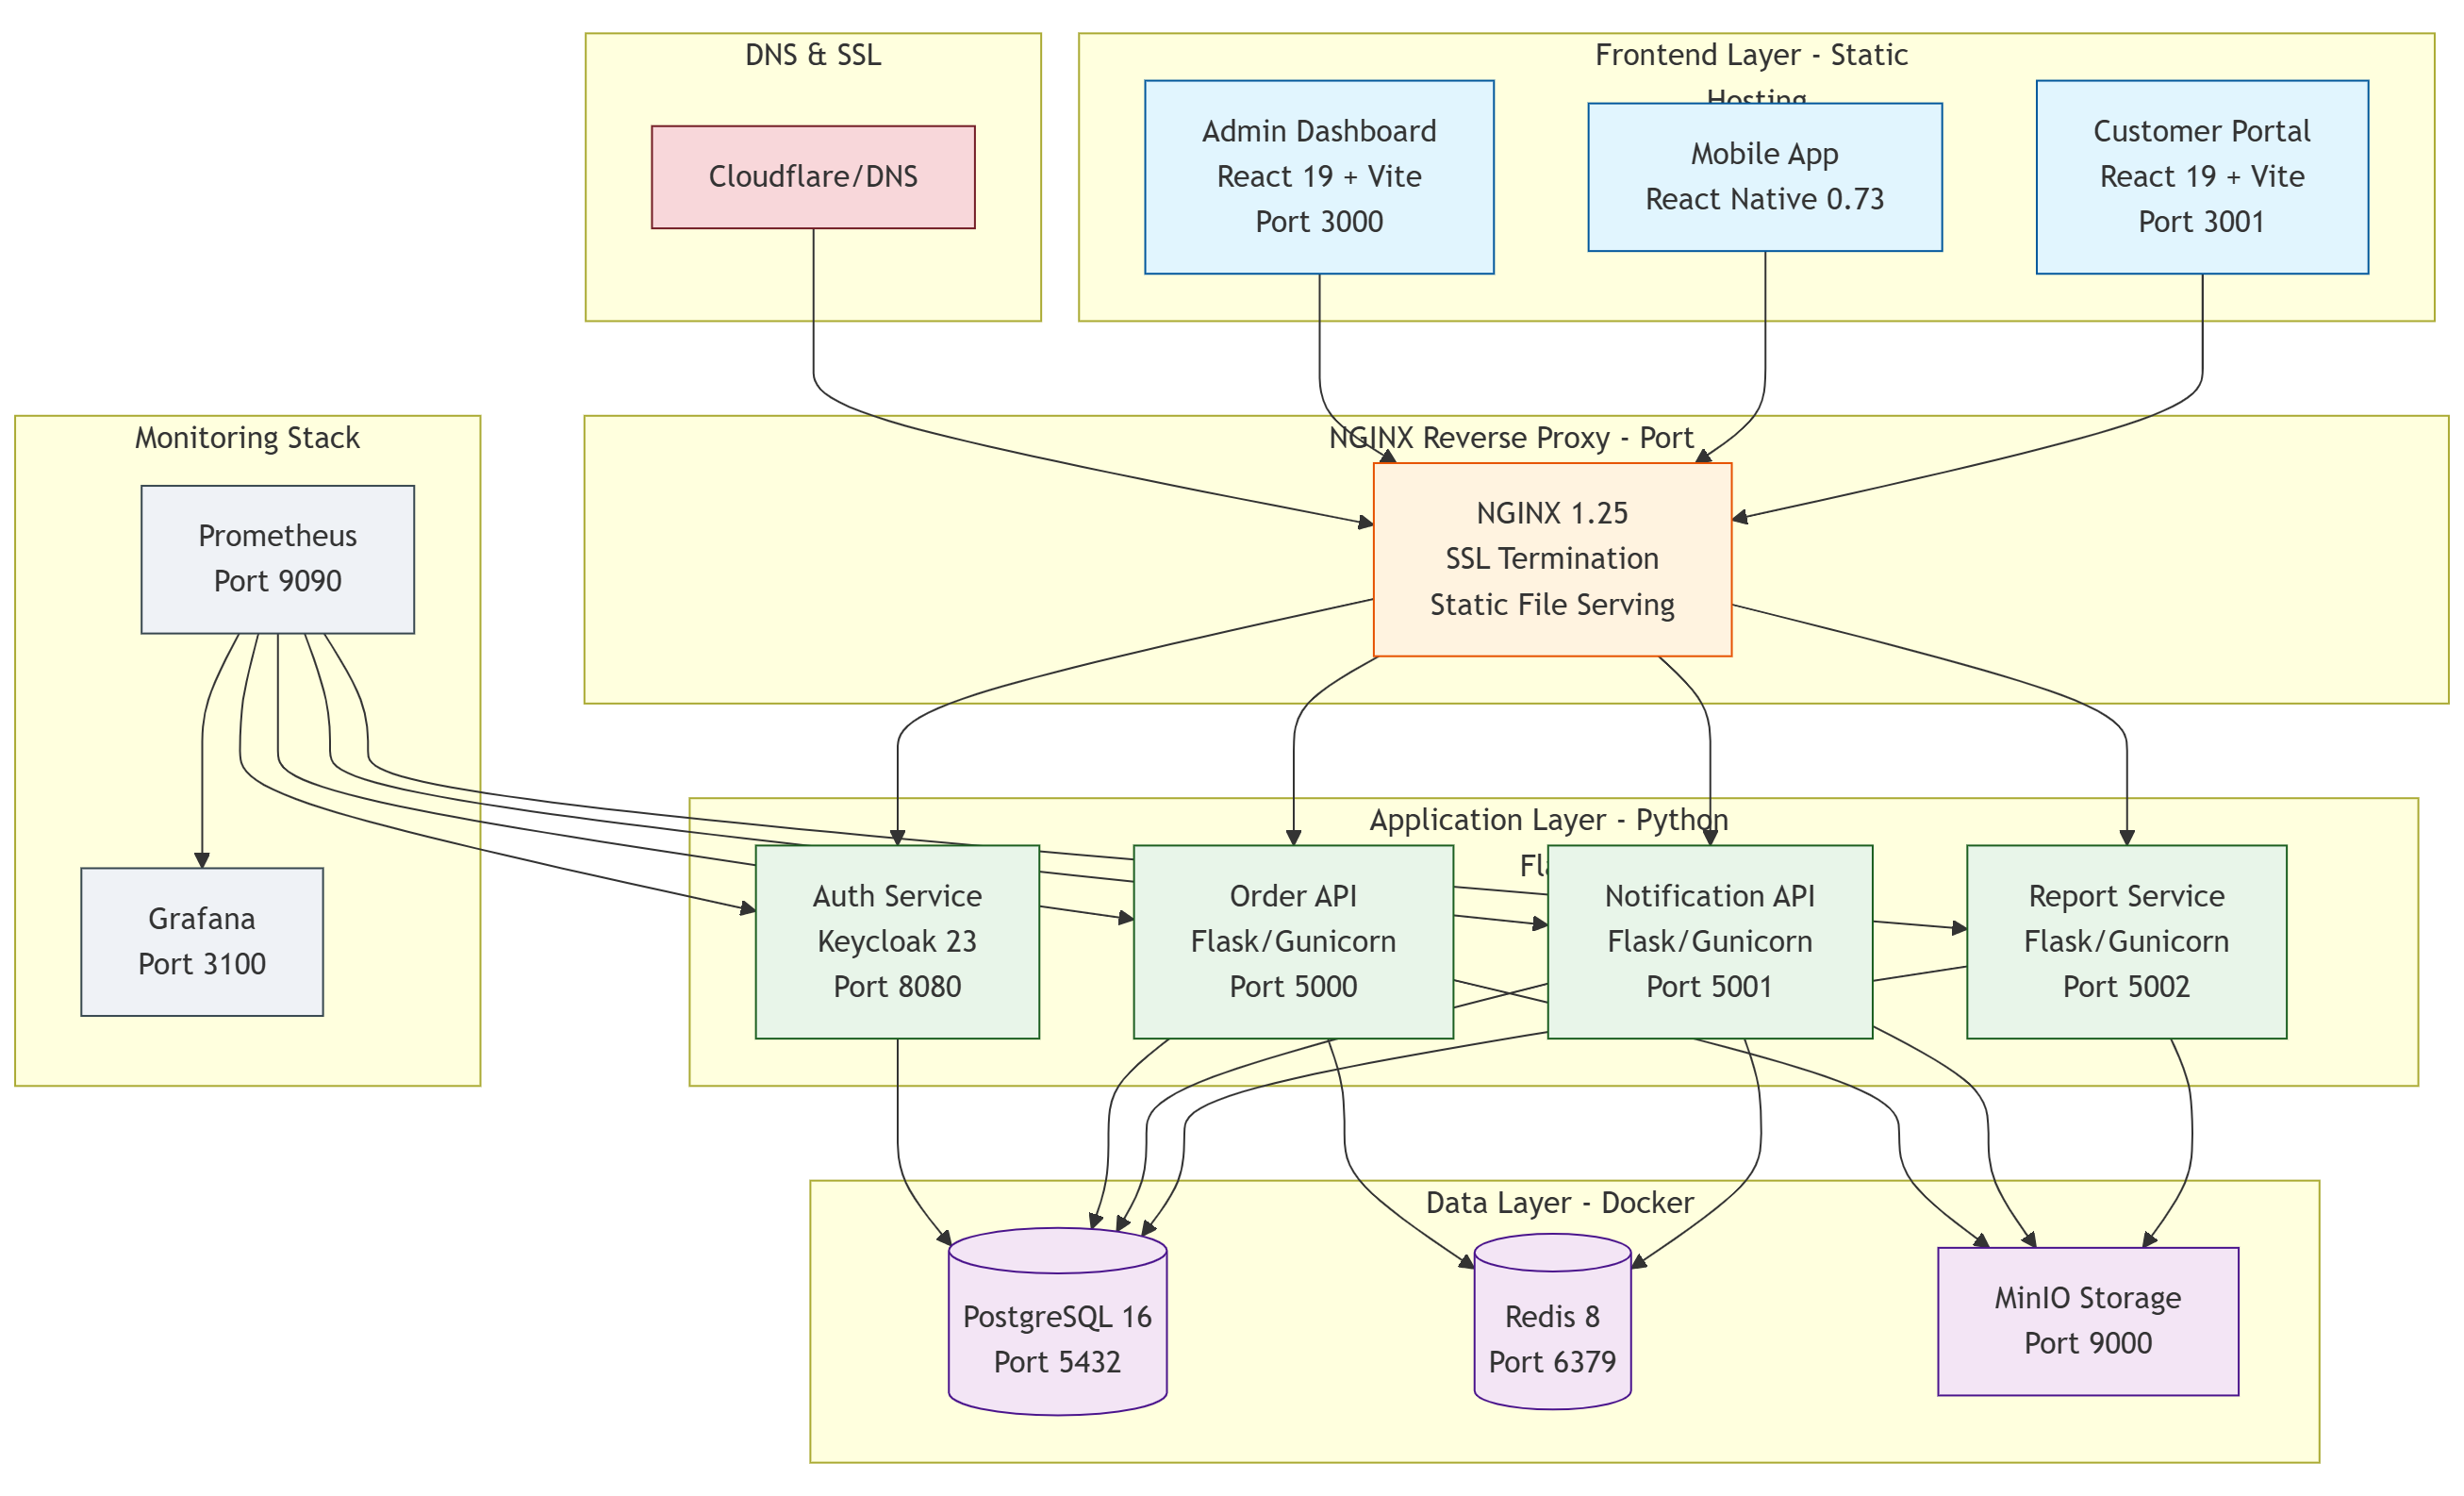 DNS & SSL
Cloudflare/DNS
Frontend Layer - Static
Hosting
Admin Dashboard
React 19 + Vite
Port 3000
Mobile App
React Native 0.73
Customer Portal
React 19 + Vite
Port 3001
Monitoring Stack
Prometheus
Port 9090
Grafana
Port 3100
NGINX Reverse Proxy - Port
NGINX 1.25
SSL Termination
Static File Serving
Application Layer - Python
Auth Service
Keycloak 23
Port 8080
Order API
Flask/Gunicorn
Port 5000
Notification API
Flask/Gunicorn
Port 5001
Report Service
Flask/Gunicorn
Port 5002
Data Layer - Docker
PostgreSQL 16
Port 5432
Redis 8
Port 6379
MinIO Storage
Port 9000